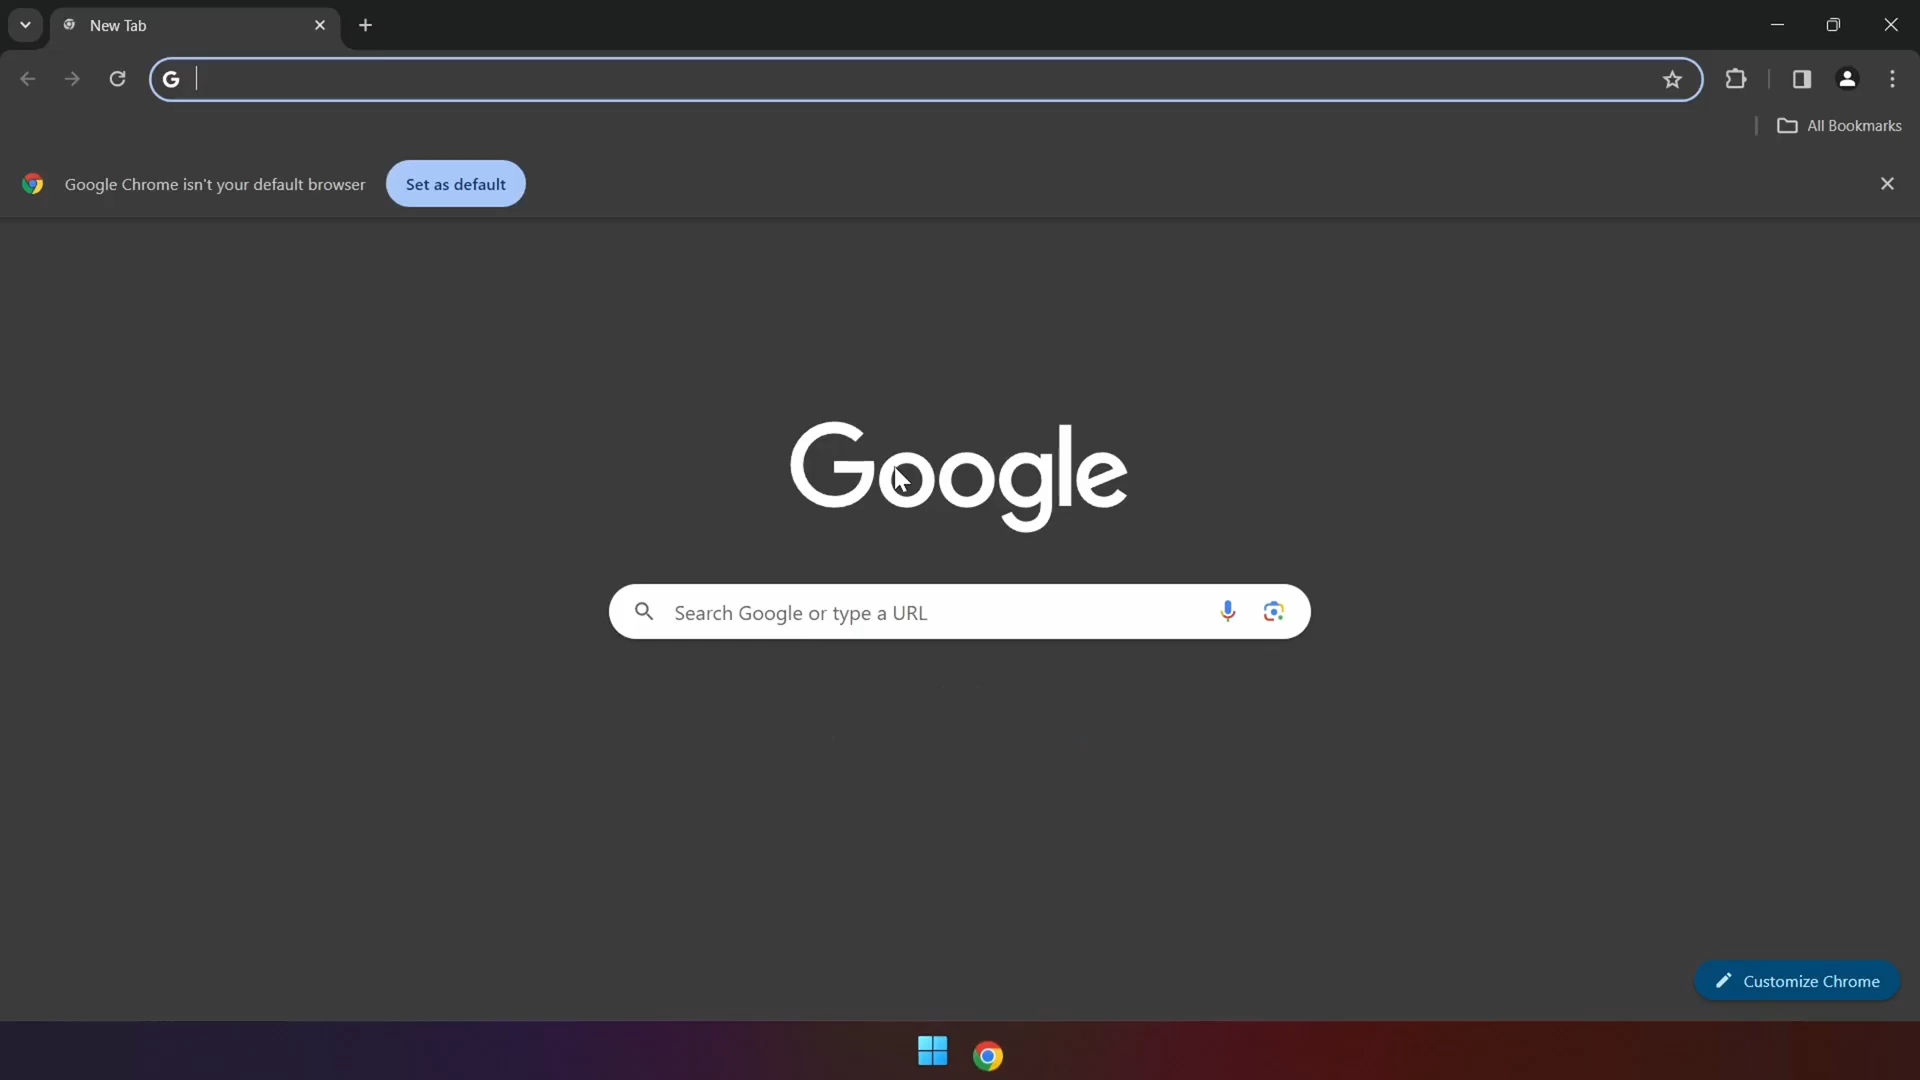 New Tab
All Bookmarks
Google Chrome isn't your default browser
Set as default
Google
Search Google or type a URL
Customize Chrome